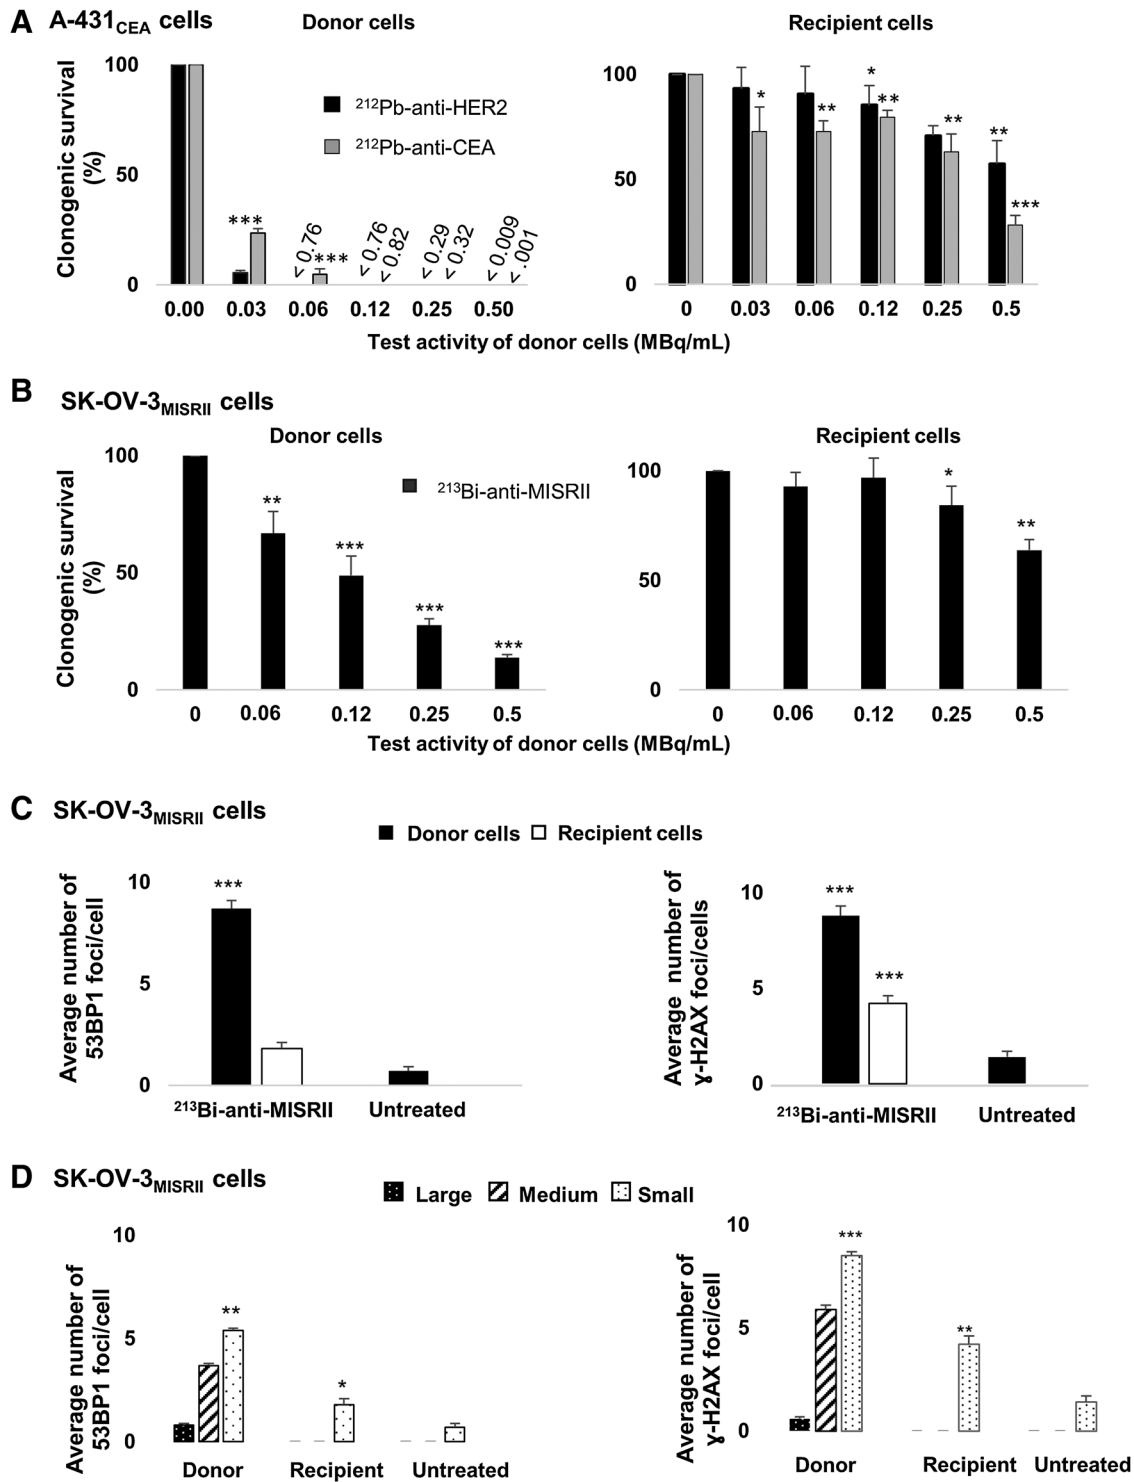 A A-431CEA cells
Donor cells
Recipient cells
Clonogenic survival
(%)
100
50
0
²¹²Pb-anti-HER2
²¹²Pb-anti-CEA
***
< 0.76
***
< 0.76
< 0.82
< 0.29
< 0.32
< 0.009
< .001
0.00 0.03 0.06 0.12 0.25 0.50
100
50
0
*
**
*
**
**
**
***
0 0.03 0.06 0.12 0.25 0.5
Test activity of donor cells (MBq/mL)
B SK-OV-3MISRII cells
Donor cells
Recipient cells
Clonogenic survival
(%)
100
50
0
²¹³Bi-anti-MISRII
**
***
***
***
0 0.06 0.12 0.25 0.5
100
50
0
*
**
0 0.06 0.12 0.25 0.5
Test activity of donor cells (MBq/mL)
C SK-OV-3MISRII cells
Donor cells Recipient cells
Average number of
53BP1 foci/cell
10
5
0
***
²¹³Bi-anti-MISRII Untreated
Average number of
ɣ-H2AX foci/cells
10
5
0
***
***
²¹³Bi-anti-MISRII Untreated
D SK-OV-3MISRII cells
Large Medium Small
Average number of
53BP1 foci/cell
10
5
0
**
*
Donor Recipient Untreated
Average number of
ɣ-H2AX foci/cell
10
5
0
***
**
Donor Recipient Untreated